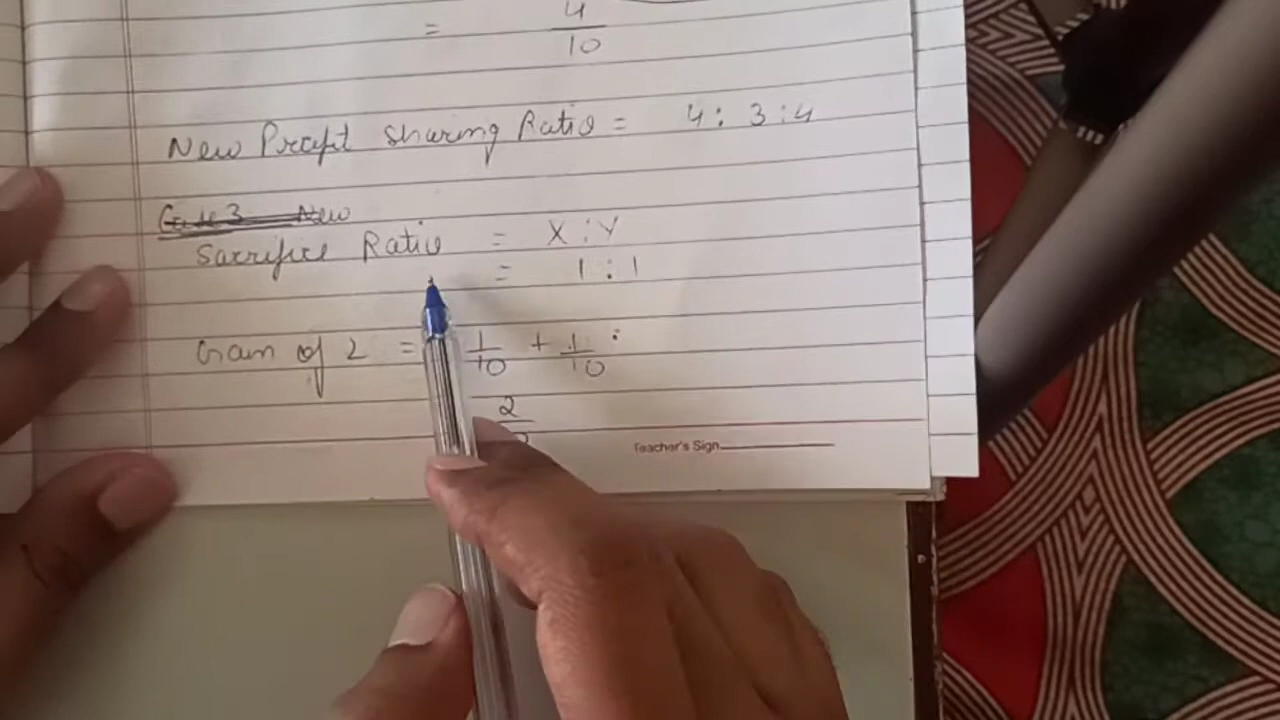 = 4/10
New Profit Sharing Ratio = 4 : 3 : 4
Case 3 New
Sacrifice Ratio = X : Y
= 1 : 1
Gain of Z = 1/10 + 1/10
2
Teacher's Sign